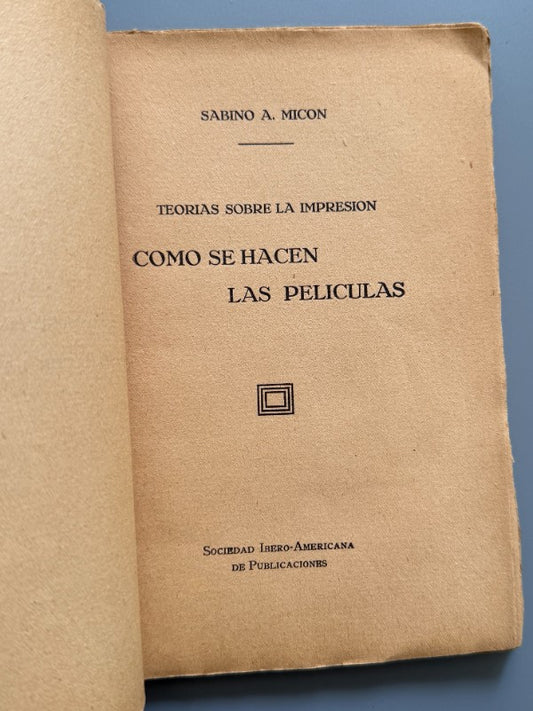 SABINO A. MICON
TEORIAS SOBRE LA IMPRESION
COMO SE HACEN
LAS PELICULAS
SOCIEDAD IBERO-AMERICANA
DE PUBLICACIONES